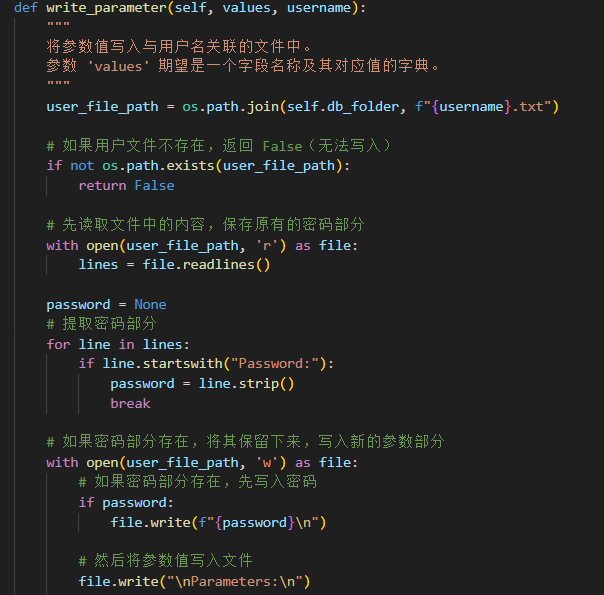 def write_parameter(self, values, username):
"""
将参数值写入与用户名关联的文件中。
参数 'values' 期望是一个字段名称及其对应值的字典。
"""
user_file_path = os.path.join(self.db_folder, f"{username}.txt")
# 如果用户文件不存在，返回 False（无法写入）
if not os.path.exists(user_file_path):
return False
# 先读取文件中的内容，保存原有的密码部分
with open(user_file_path, 'r') as file:
lines = file.readlines()
password = None
# 提取密码部分
for line in lines:
if line.startswith("Password:"):
password = line.strip()
break
# 如果密码部分存在，将其保留下来，写入新的参数部分
with open(user_file_path, 'w') as file:
# 如果密码部分存在，先写入密码
if password:
file.write(f"{password}\n")
# 然后将参数值写入文件
file.write("\nParameters:\n")